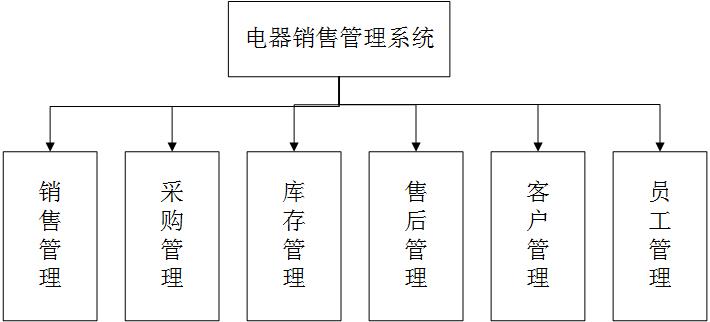 电器销售管理系统
销售管理
采购管理
库存管理
售后管理
客户管理
员工管理